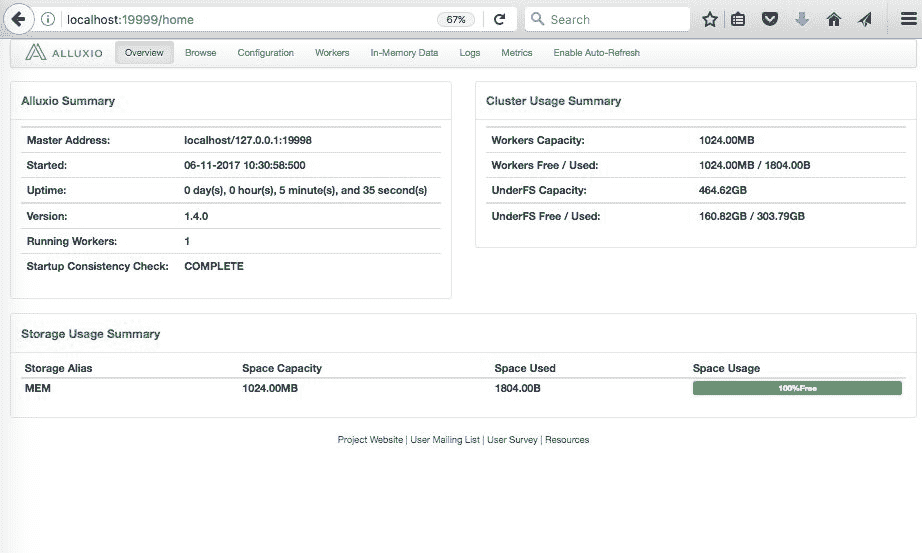 localhost:19999/home 67% Search
ALLUXIO Overview Browse Configuration Workers In-Memory Data Logs Metrics Enable Auto-Refresh
Alluxio Summary
Master Address: localhost/127.0.0.1:19998
Started: 06-11-2017 10:30:58:500
Uptime: 0 day(s), 0 hour(s), 5 minute(s), and 35 second(s)
Version: 1.4.0
Running Workers: 1
Startup Consistency Check: COMPLETE
Cluster Usage Summary
Workers Capacity: 1024.00MB
Workers Free / Used: 1024.00MB / 1804.00B
UnderFS Capacity: 464.62GB
UnderFS Free / Used: 160.82GB / 303.79GB
Storage Usage Summary
Storage Alias Space Capacity Space Used Space Usage
MEM 1024.00MB 1804.00B 100%Free
Project Website | User Mailing List | User Survey | Resources